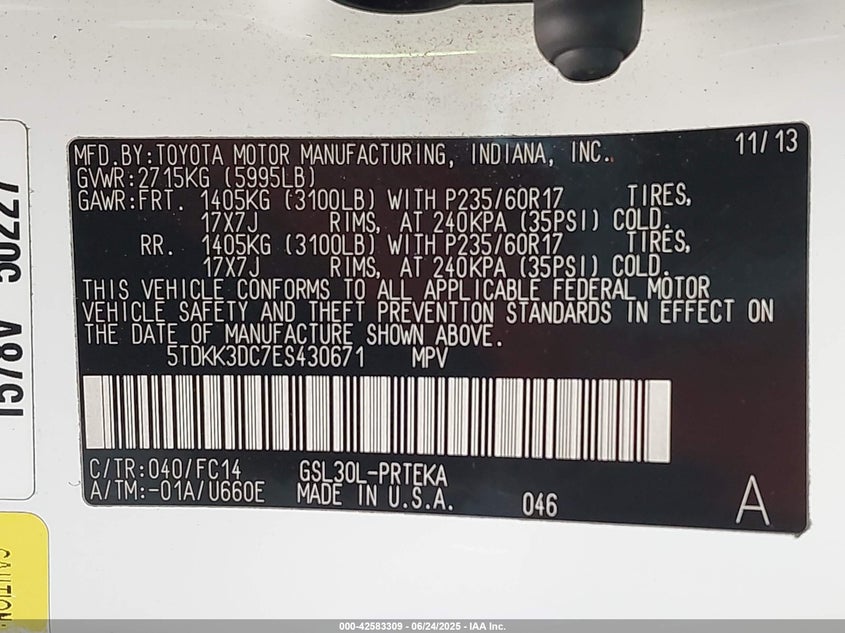 MFD.BY:TOYOTA MOTOR MANUFACTURING, INDIANA, INC. 11/13
GVWR:2715KG (5995LB)
GAWR:FRT. 1405KG (3100LB) WITH P235/60R17 TIRES,
17X7J RIMS, AT 240KPA (35PSI) COLD.
RR. 1405KG (3100LB) WITH P235/60R17 TIRES,
17X7J RIMS, AT 240KPA (35PSI) COLD.
THIS VEHICLE CONFORMS TO ALL APPLICABLE FEDERAL MOTOR
VEHICLE SAFETY AND THEFT PREVENTION STANDARDS IN EFFECT ON
THE DATE OF MANUFACTURE SHOWN ABOVE.
5TDKK3DC7ES430671 MPV
C/TR:040/FC14 GSL30L-PRTEKA
A/TM:-01A/U660E MADE IN U.S.A. 046 A
1578V 50227
CAUTION
000-42583309 - 06/24/2025 - IAA Inc.